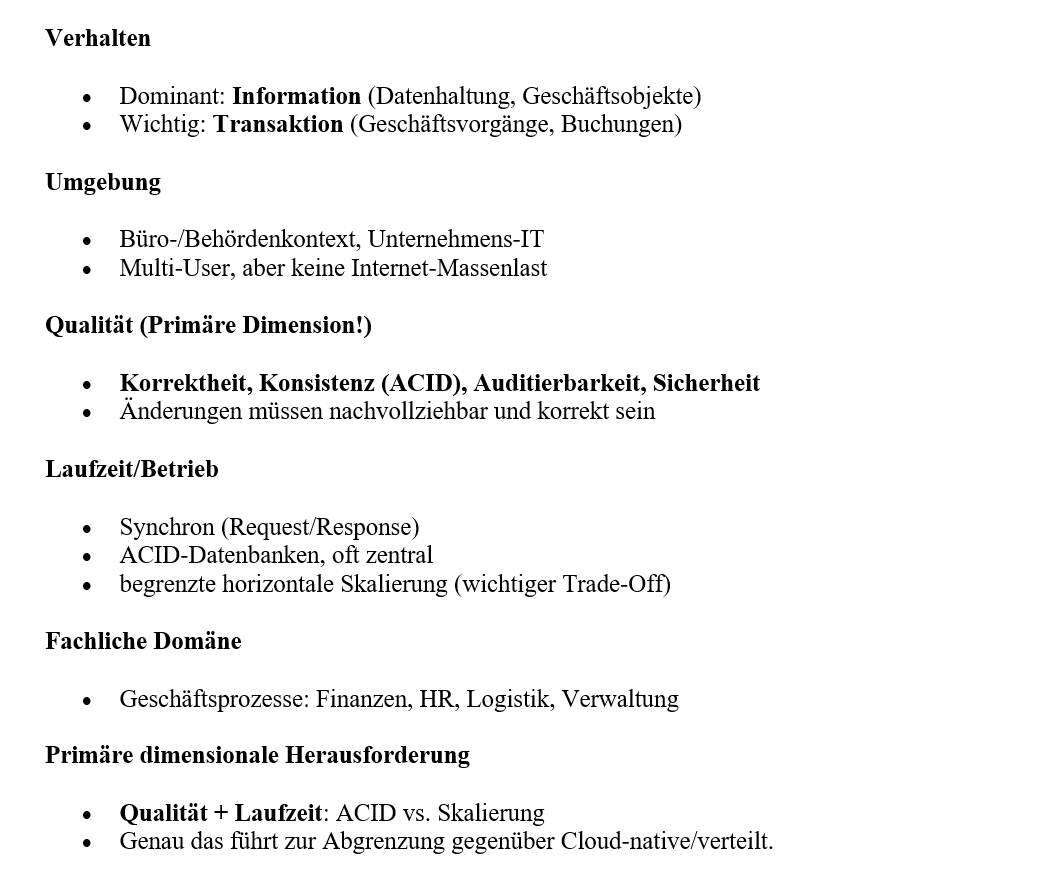 Verhalten
• Dominant: Information (Datenhaltung, Geschäftsobjekte)
• Wichtig: Transaktion (Geschäftsvorgänge, Buchungen)
Umgebung
• Büro-/Behördenkontext, Unternehmens-IT
• Multi-User, aber keine Internet-Massenlast
Qualität (Primäre Dimension!)
• Korrektheit, Konsistenz (ACID), Auditierbarkeit, Sicherheit
• Änderungen müssen nachvollziehbar und korrekt sein
Laufzeit/Betrieb
• Synchron (Request/Response)
• ACID-Datenbanken, oft zentral
• begrenzte horizontale Skalierung (wichtiger Trade-Off)
Fachliche Domäne
• Geschäftsprozesse: Finanzen, HR, Logistik, Verwaltung
Primäre dimensionale Herausforderung
• Qualität + Laufzeit: ACID vs. Skalierung
• Genau das führt zur Abgrenzung gegenüber Cloud-native/verteilt.